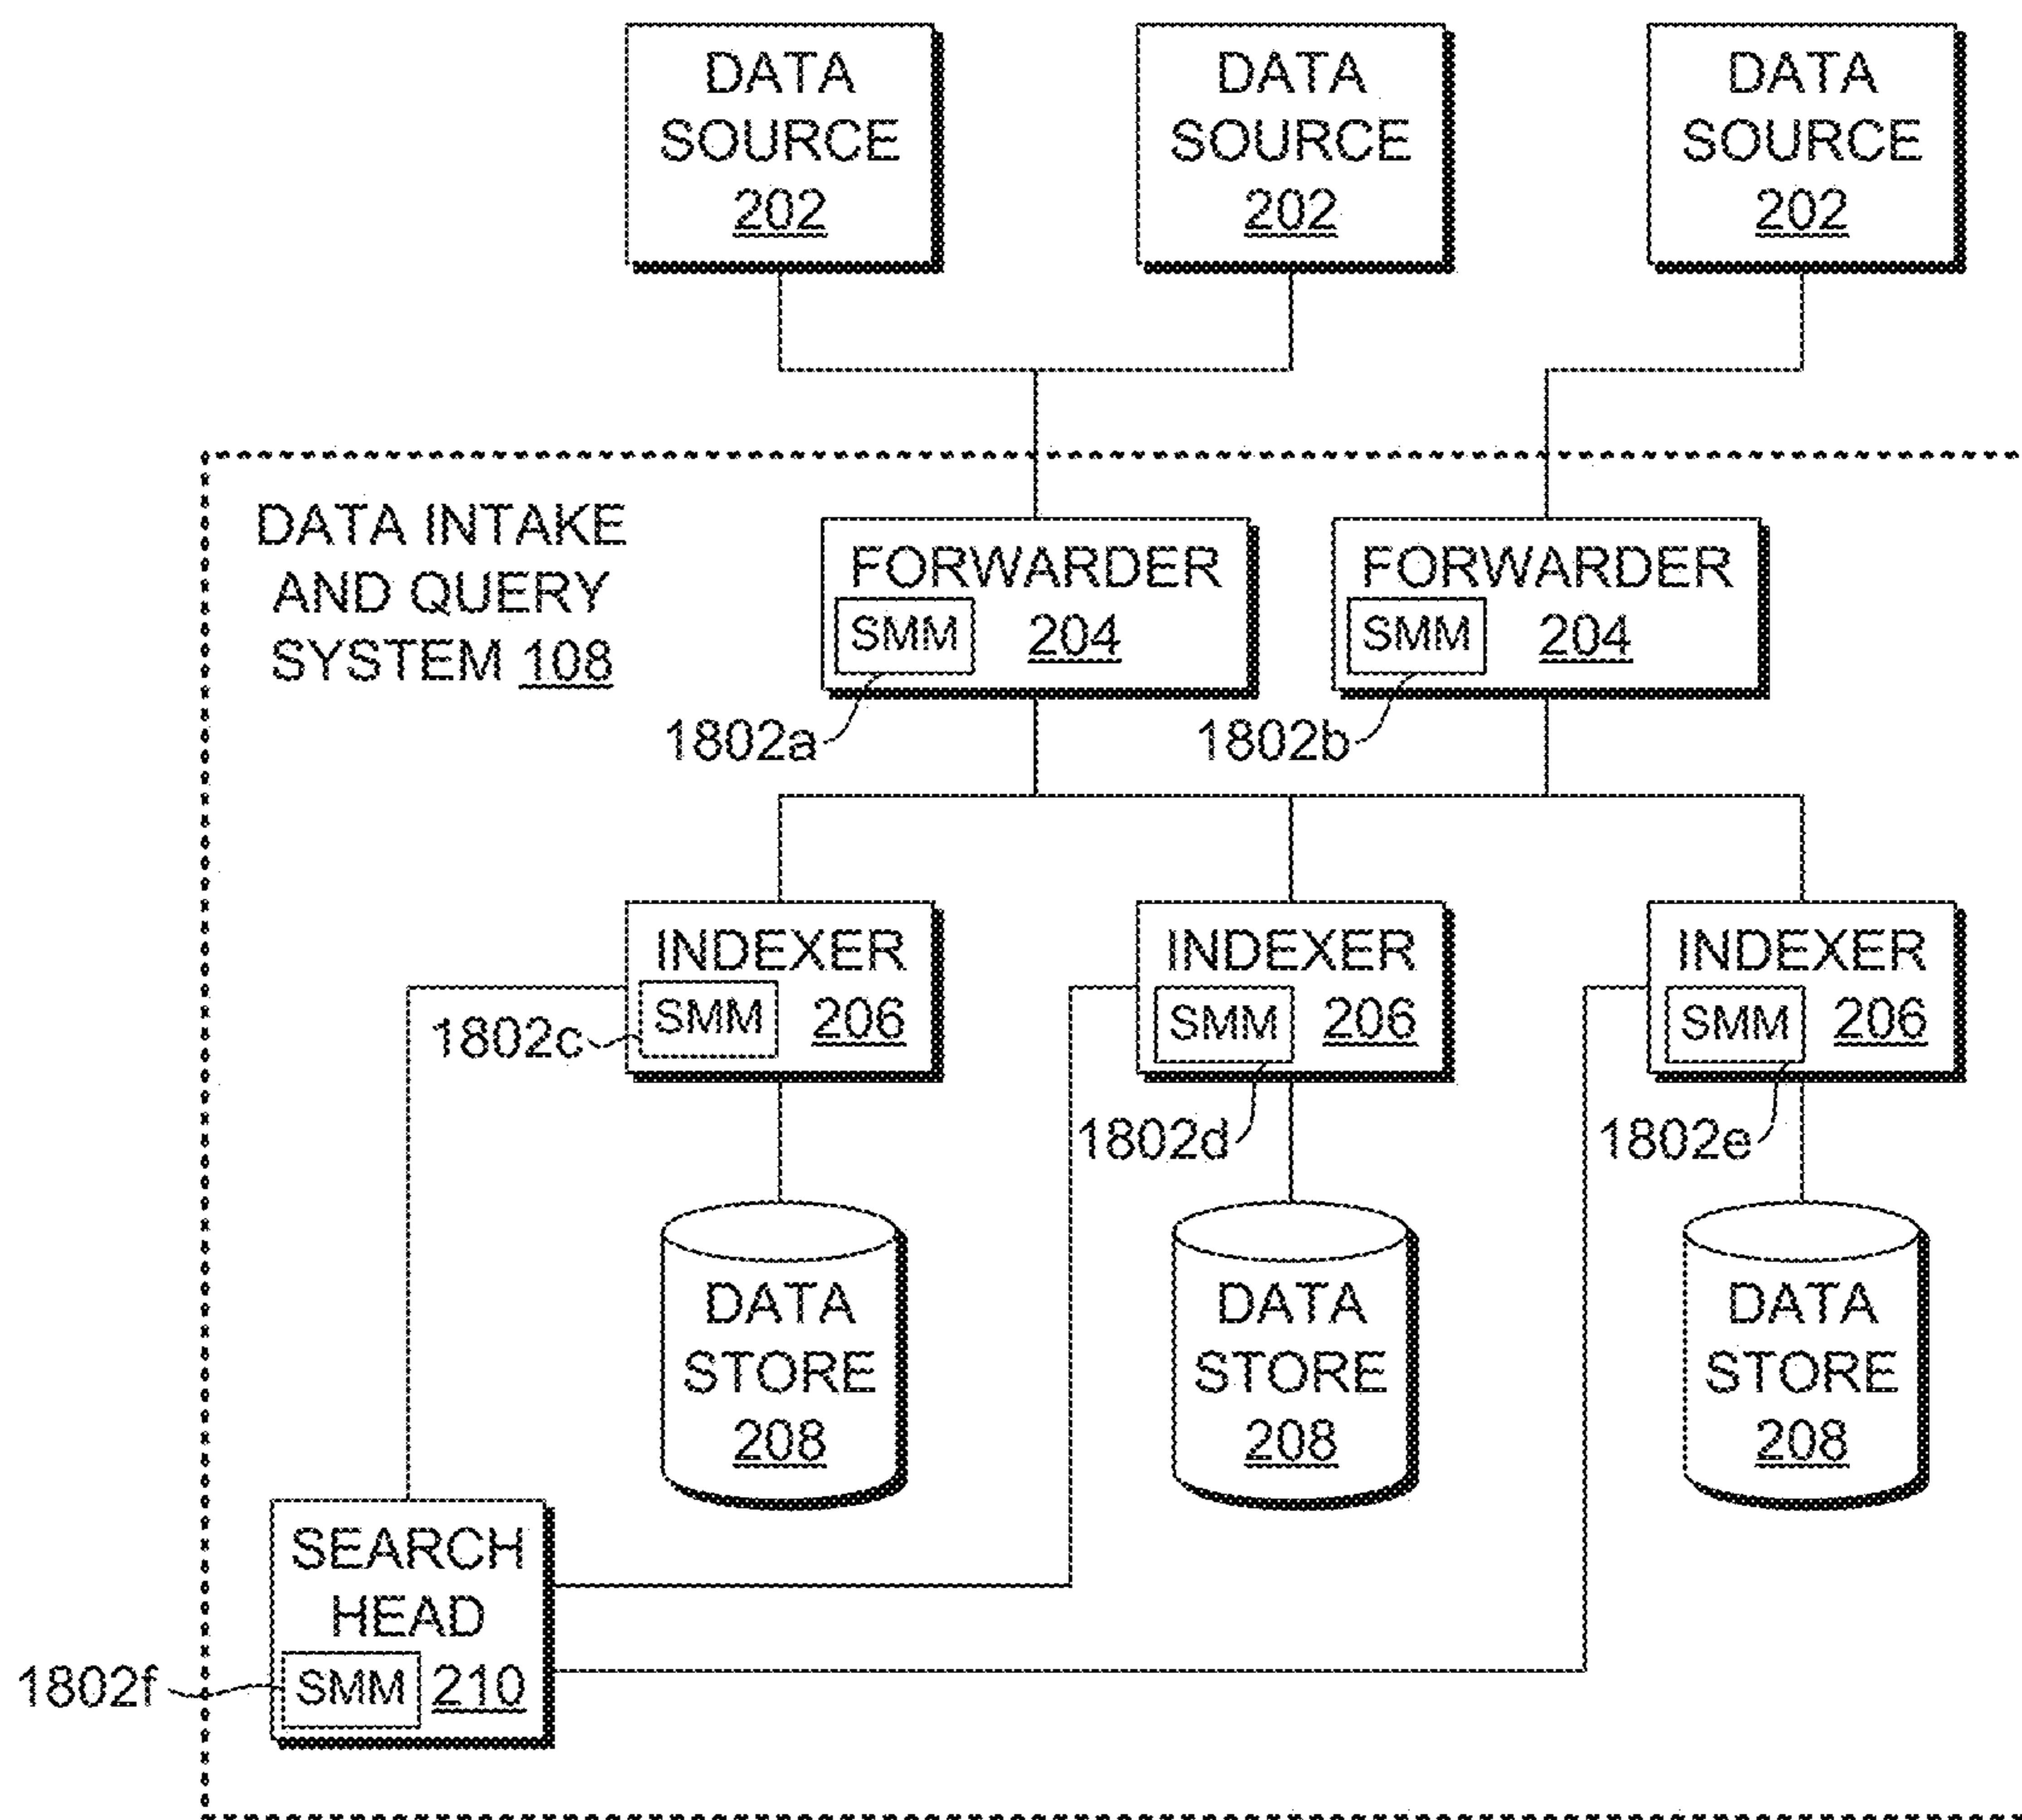 DATA
SOURCE
202
DATA
SOURCE
202
DATA
SOURCE
202
DATA INTAKE
AND QUERY
SYSTEM 108
FORWARDER
SMM 204
1802a
FORWARDER
SMM 204
1802b
INDEXER
SMM 206
1802c
INDEXER
SMM 206
1802d
INDEXER
SMM 206
1802e
DATA
STORE
208
DATA
STORE
208
DATA
STORE
208
SEARCH
HEAD
SMM 210
1802f